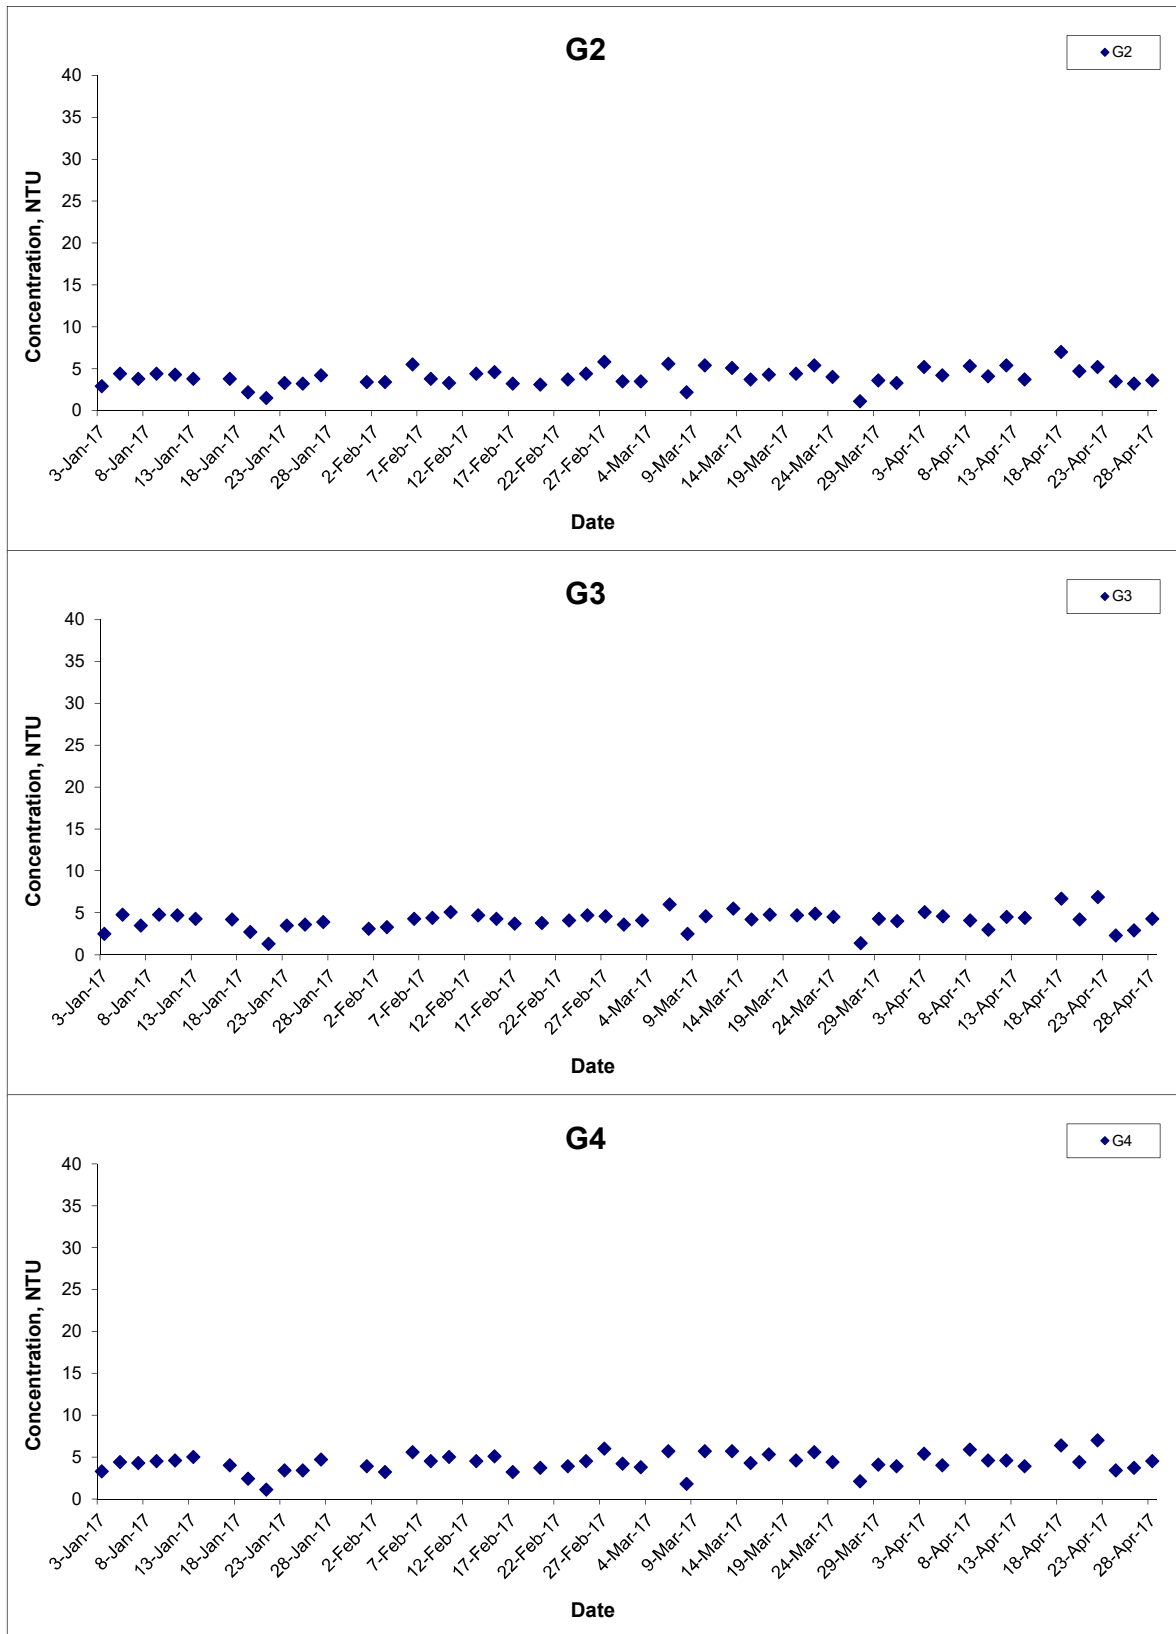 G2
G2
40
35
30
25
20
15
10
5
0
Concentration, NTU
3-Jan-17
8-Jan-17
13-Jan-17
18-Jan-17
23-Jan-17
28-Jan-17
2-Feb-17
7-Feb-17
12-Feb-17
17-Feb-17
22-Feb-17
27-Feb-17
4-Mar-17
9-Mar-17
14-Mar-17
19-Mar-17
24-Mar-17
29-Mar-17
3-Apr-17
8-Apr-17
13-Apr-17
18-Apr-17
23-Apr-17
28-Apr-17
Date
G3
G3
40
35
30
25
20
15
10
5
0
Concentration, NTU
3-Jan-17
8-Jan-17
13-Jan-17
18-Jan-17
23-Jan-17
28-Jan-17
2-Feb-17
7-Feb-17
12-Feb-17
17-Feb-17
22-Feb-17
27-Feb-17
4-Mar-17
9-Mar-17
14-Mar-17
19-Mar-17
24-Mar-17
29-Mar-17
3-Apr-17
8-Apr-17
13-Apr-17
18-Apr-17
23-Apr-17
28-Apr-17
Date
G4
G4
40
35
30
25
20
15
10
5
0
Concentration, NTU
3-Jan-17
8-Jan-17
13-Jan-17
18-Jan-17
23-Jan-17
28-Jan-17
2-Feb-17
7-Feb-17
12-Feb-17
17-Feb-17
22-Feb-17
27-Feb-17
4-Mar-17
9-Mar-17
14-Mar-17
19-Mar-17
24-Mar-17
29-Mar-17
3-Apr-17
8-Apr-17
13-Apr-17
18-Apr-17
23-Apr-17
28-Apr-17
Date